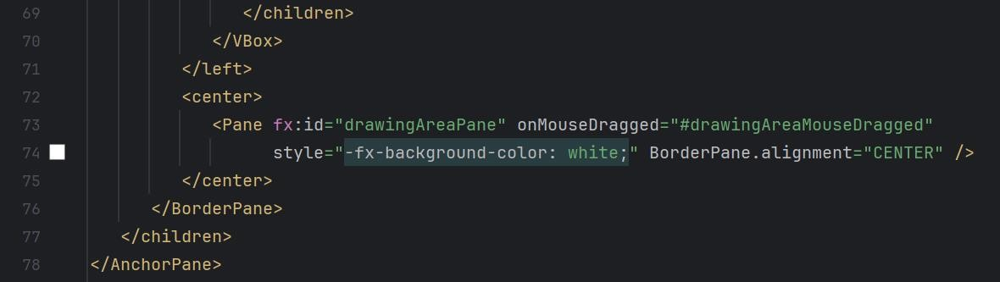 69 </children>
70 </VBox>
71 </left>
72 <center>
73 <Pane fx:id="drawingAreaPane" onMouseDragged="#drawingAreaMouseDragged"
74 style="-fx-background-color: white;" BorderPane.alignment="CENTER" />
75 </center>
76 </BorderPane>
77 </children>
78 </AnchorPane>